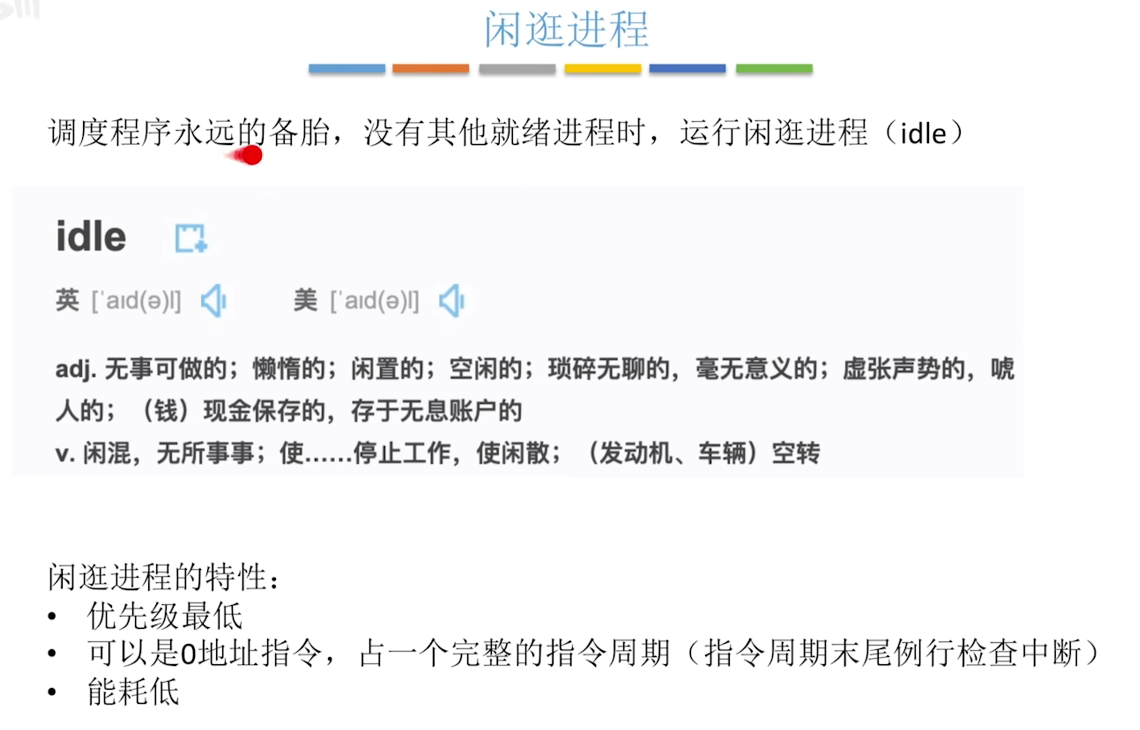 闲逛进程
调度程序永远的备胎，没有其他就绪进程时，运行闲逛进程（idle）
idle
英 [ˈaɪd(ə)l] 美 [ˈaɪd(ə)l]
adj. 无事可做的；懒惰的；闲置的；空闲的；琐碎无聊的，毫无意义的；虚张声势的，唬
人的；（钱）现金保存的，存于无息账户的
v. 闲混，无所事事；使……停止工作，使闲散；（发动机、车辆）空转
闲逛进程的特性：
• 优先级最低
• 可以是0地址指令，占一个完整的指令周期（指令周期末尾例行检查中断）
• 能耗低